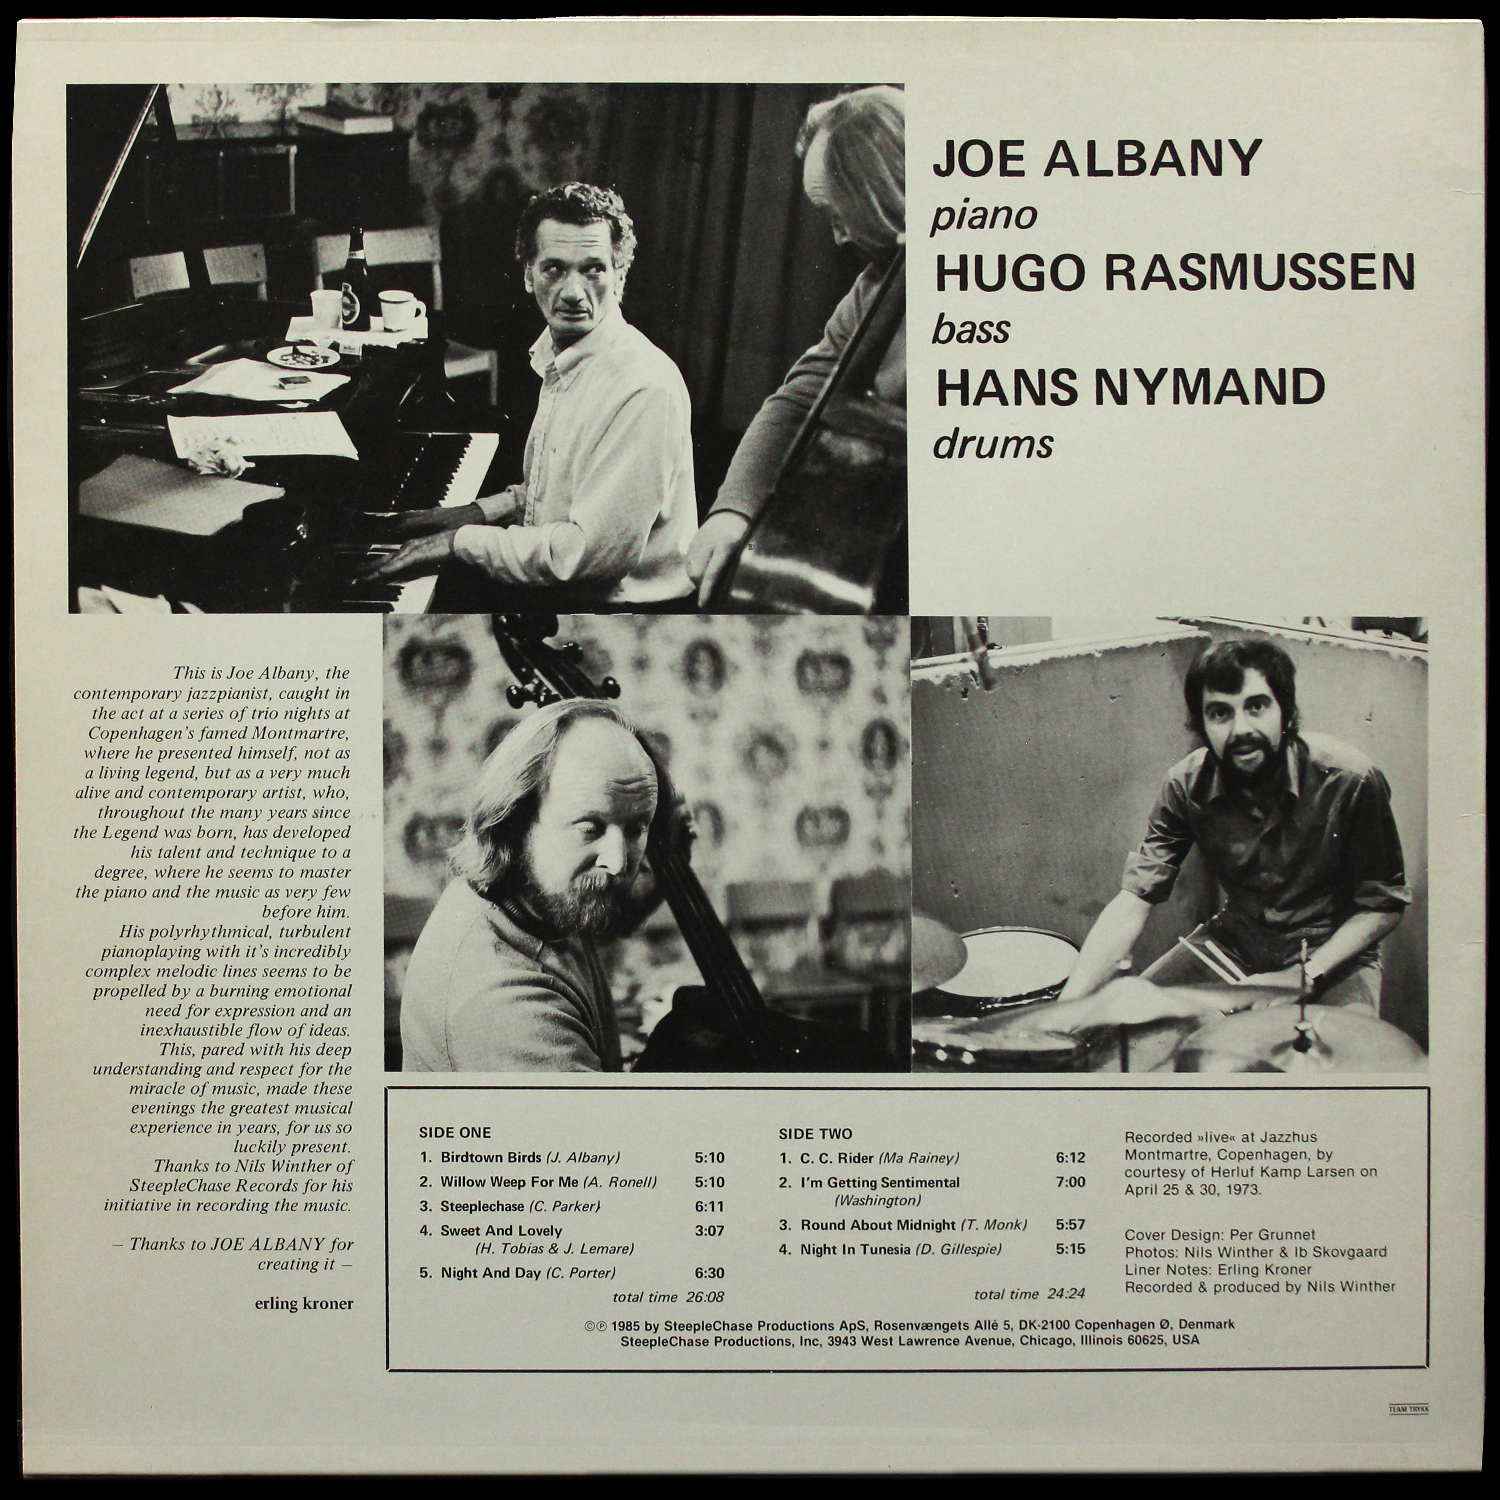 JOE ALBANY
piano
HUGO RASMUSSEN
bass
HANS NYMAND
drums
This is Joe Albany, the
contemporary jazzpianist, caught in
the act at a series of trio nights at
Copenhagen's famed Montmartre,
where he presented himself, not as
a living legend, but as a very much
alive and contemporary artist, who,
throughout the many years since
the Legend was born, has developed
his talent and technique to a
degree, where he seems to master
the piano and the music as very few
before him.
His polyrhythmical, turbulent
pianoplaying with it's incredibly
complex melodic lines seems to be
propelled by a burning emotional
need for expression and an
inexhaustible flow of ideas.
This, pared with his deep
understanding and respect for the
miracle of music, made these
evenings the greatest musical
experience in years, for us so
luckily present.
Thanks to Nils Winther of
SteepleChase Records for his
initiative in recording the music.
– Thanks to JOE ALBANY for
creating it –
erling kroner
SIDE ONE
1. Birdtown Birds (J. Albany) 5:10
2. Willow Weep For Me (A. Ronell) 5:10
3. Steeplechase (C. Parker) 6:11
4. Sweet And Lovely 3:07
(H. Tobias & J. Lemare)
5. Night And Day (C. Porter) 6:30
total time 26:08
SIDE TWO
1. C. C. Rider (Ma Rainey) 6:12
2. I'm Getting Sentimental 7:00
(Washington)
3. Round About Midnight (T. Monk) 5:57
4. Night In Tunesia (D. Gillespie) 5:15
total time 24:24
Recorded »live« at Jazzhus
Montmartre, Copenhagen, by
courtesy of Herluf Kamp Larsen on
April 25 & 30, 1973.
Cover Design: Per Grunnet
Photos: Nils Winther & Ib Skovgaard
Liner Notes: Erling Kroner
Recorded & produced by Nils Winther
©℗ 1985 by SteepleChase Productions ApS, Rosenvængets Allé 5, DK-2100 Copenhagen Ø, Denmark
SteepleChase Productions, Inc, 3943 West Lawrence Avenue, Chicago, Illinois 60625, USA
TEAM TRYKK